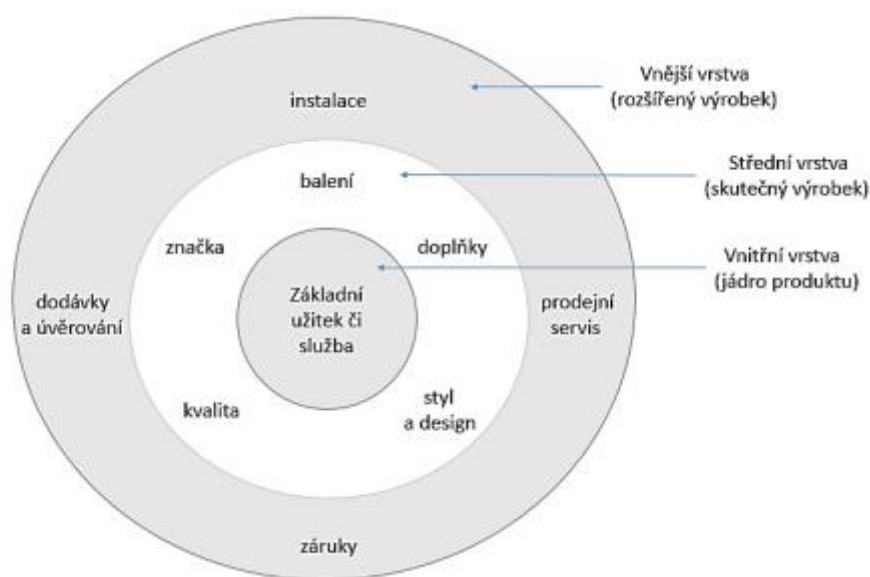 Vnější vrstva
(rozšířený výrobek)
instalace
Střední vrstva
(skutečný výrobek)
balení
značka
doplňky
Vnitřní vrstva
(jádro produktu)
Základní
užitek či
služba
dodávky
a úvěrování
prodejní
servis
kvalita
styl
a design
záruky